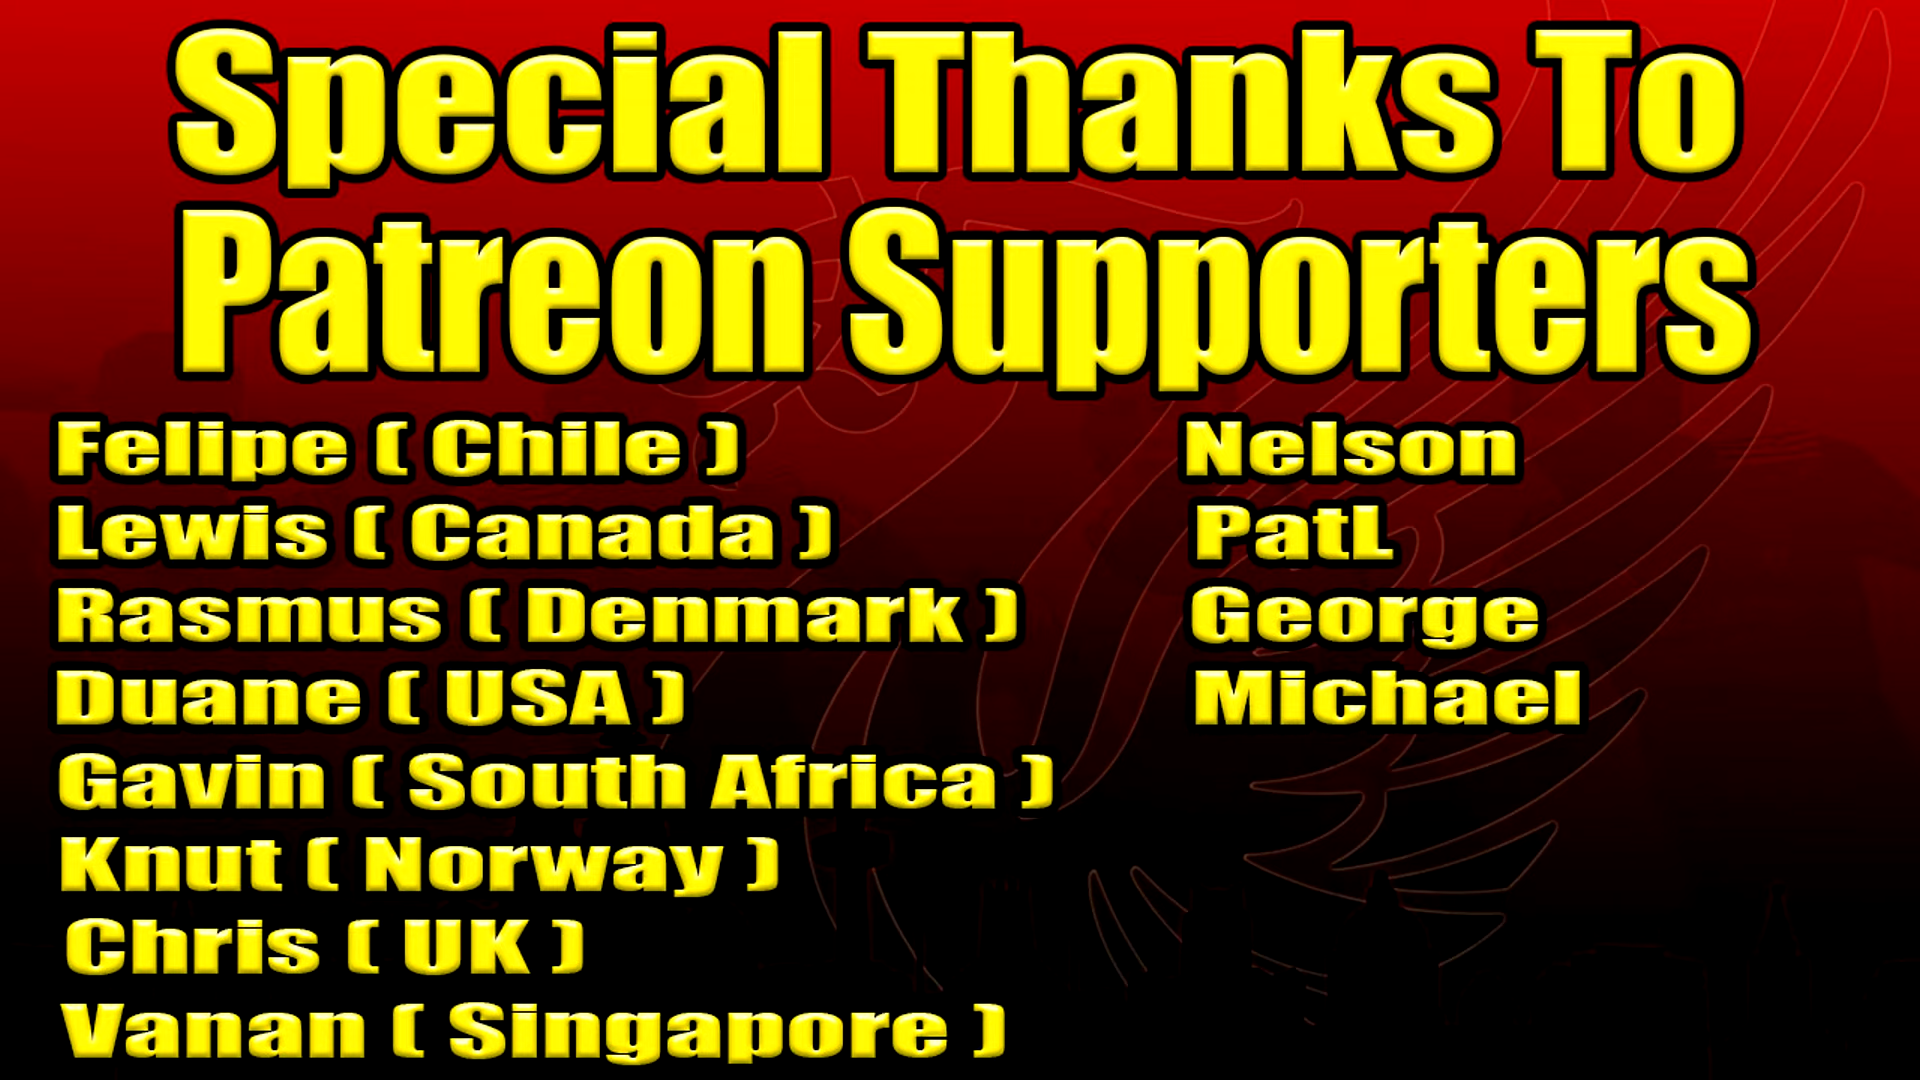 Special Thanks To
Patreon Supporters
Felipe ( Chile )
Lewis ( Canada )
Rasmus ( Denmark )
Duane ( USA )
Gavin ( South Africa )
Knut ( Norway )
Chris ( UK )
Vanan ( Singapore )
Nelson
PatL
George
Michael